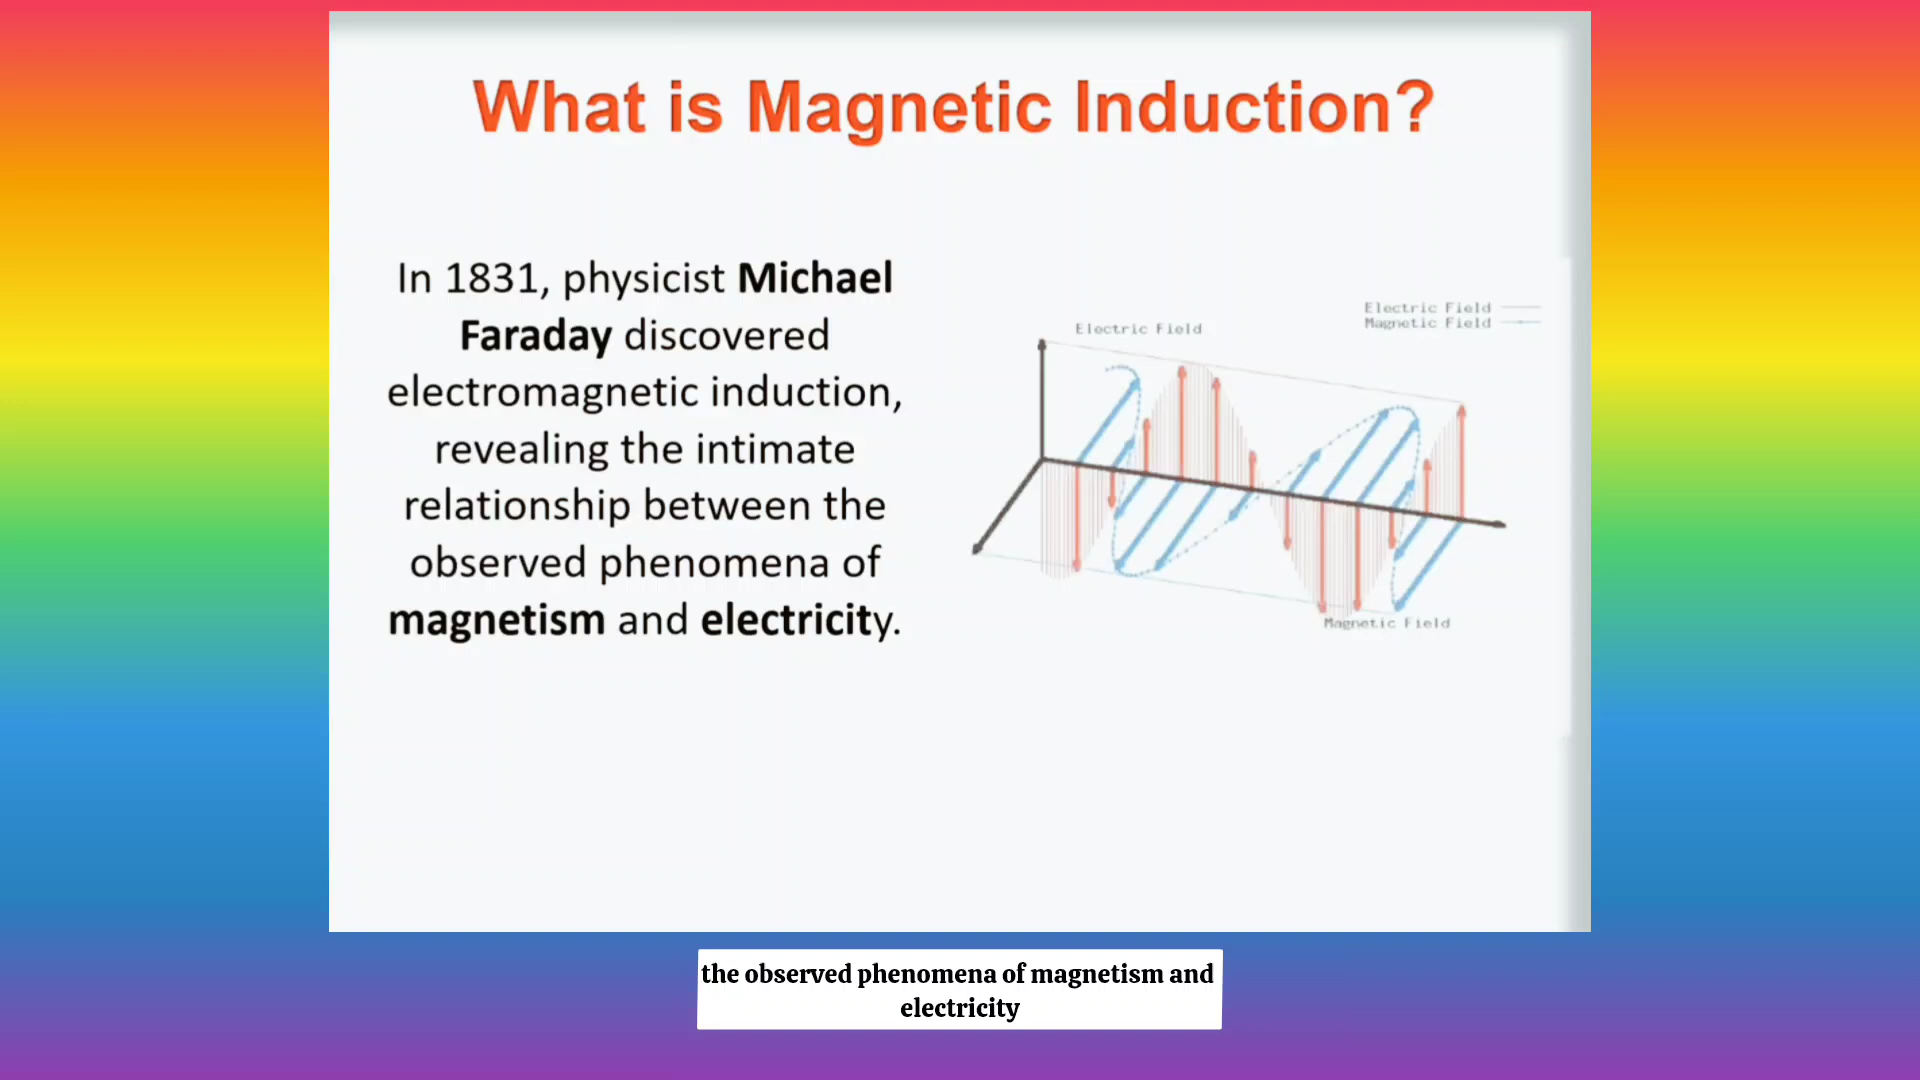 What is Magnetic Induction?
In 1831, physicist Michael
Faraday discovered
electromagnetic induction,
revealing the intimate
relationship between the
observed phenomena of
magnetism and electricity.
Electric Field
Electric Field
Magnetic Field
Magnetic Field
the observed phenomena of magnetism and
electricity